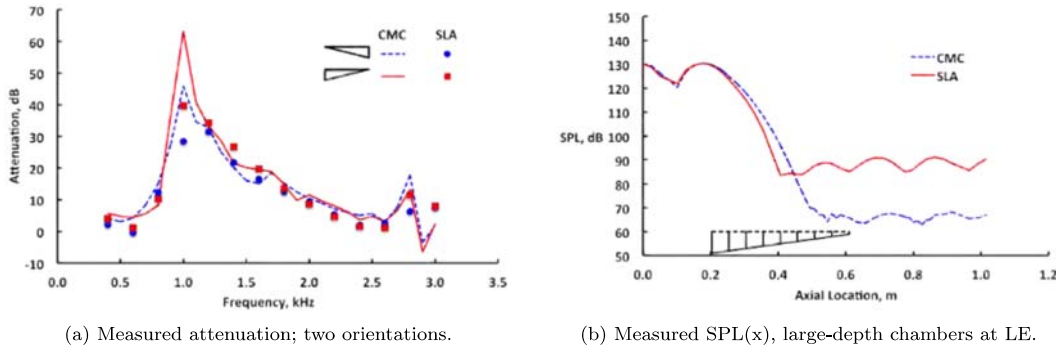 70
60
50
40
30
20
10
0
-10
Attenuation, dB
CMC SLA
0.0 0.5 1.0 1.5 2.0 2.5 3.0 3.5
Frequency, kHz
(a) Measured attenuation; two orientations.
150
140
130
120
110
100
90
80
70
60
50
SPL, dB
CMC
SLA
0.0 0.2 0.4 0.6 0.8 1.0 1.2
Axial Location, m
(b) Measured SPL(x), large-depth chambers at LE.